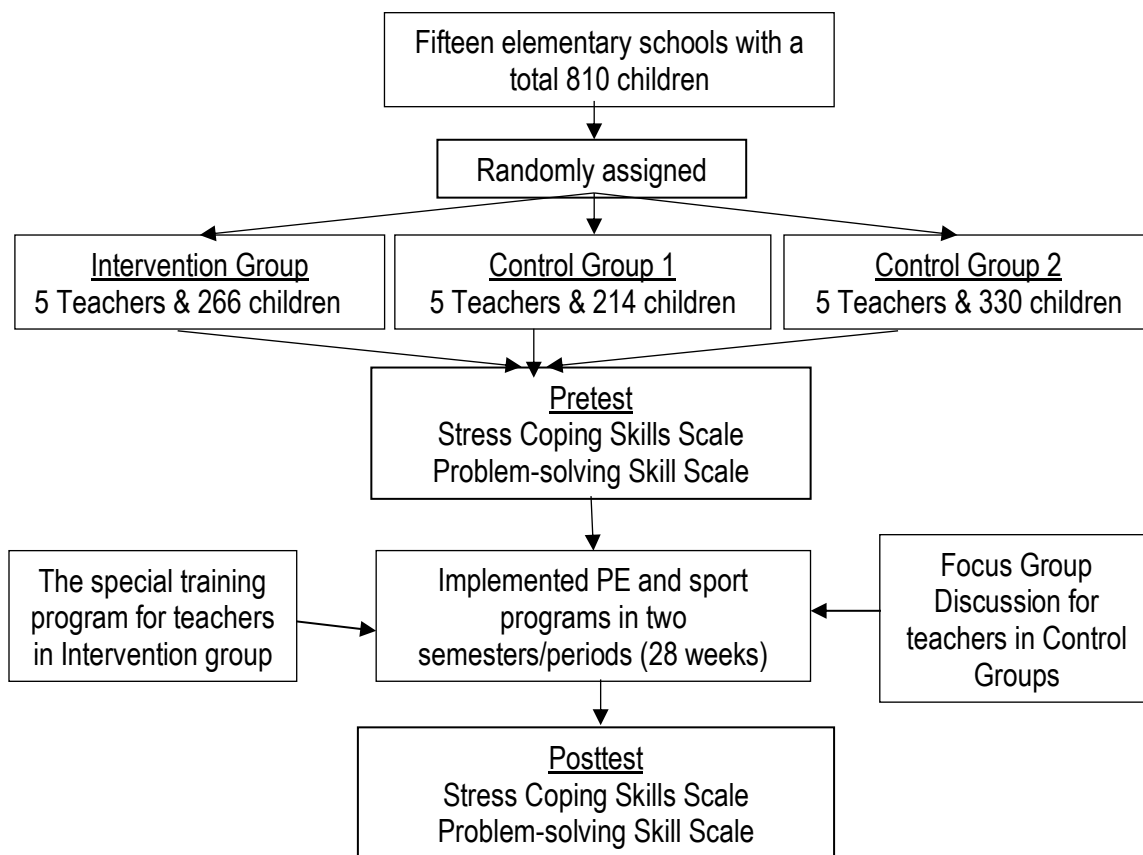 Fifteen elementary schools with a
total 810 children
Randomly assigned
Intervention Group
5 Teachers & 266 children
Control Group 1
5 Teachers & 214 children
Control Group 2
5 Teachers & 330 children
Pretest
Stress Coping Skills Scale
Problem-solving Skill Scale
The special training
program for teachers
in Intervention group
Implemented PE and sport
programs in two
semesters/periods (28 weeks)
Focus Group
Discussion for
teachers in Control
Groups
Posttest
Stress Coping Skills Scale
Problem-solving Skill Scale